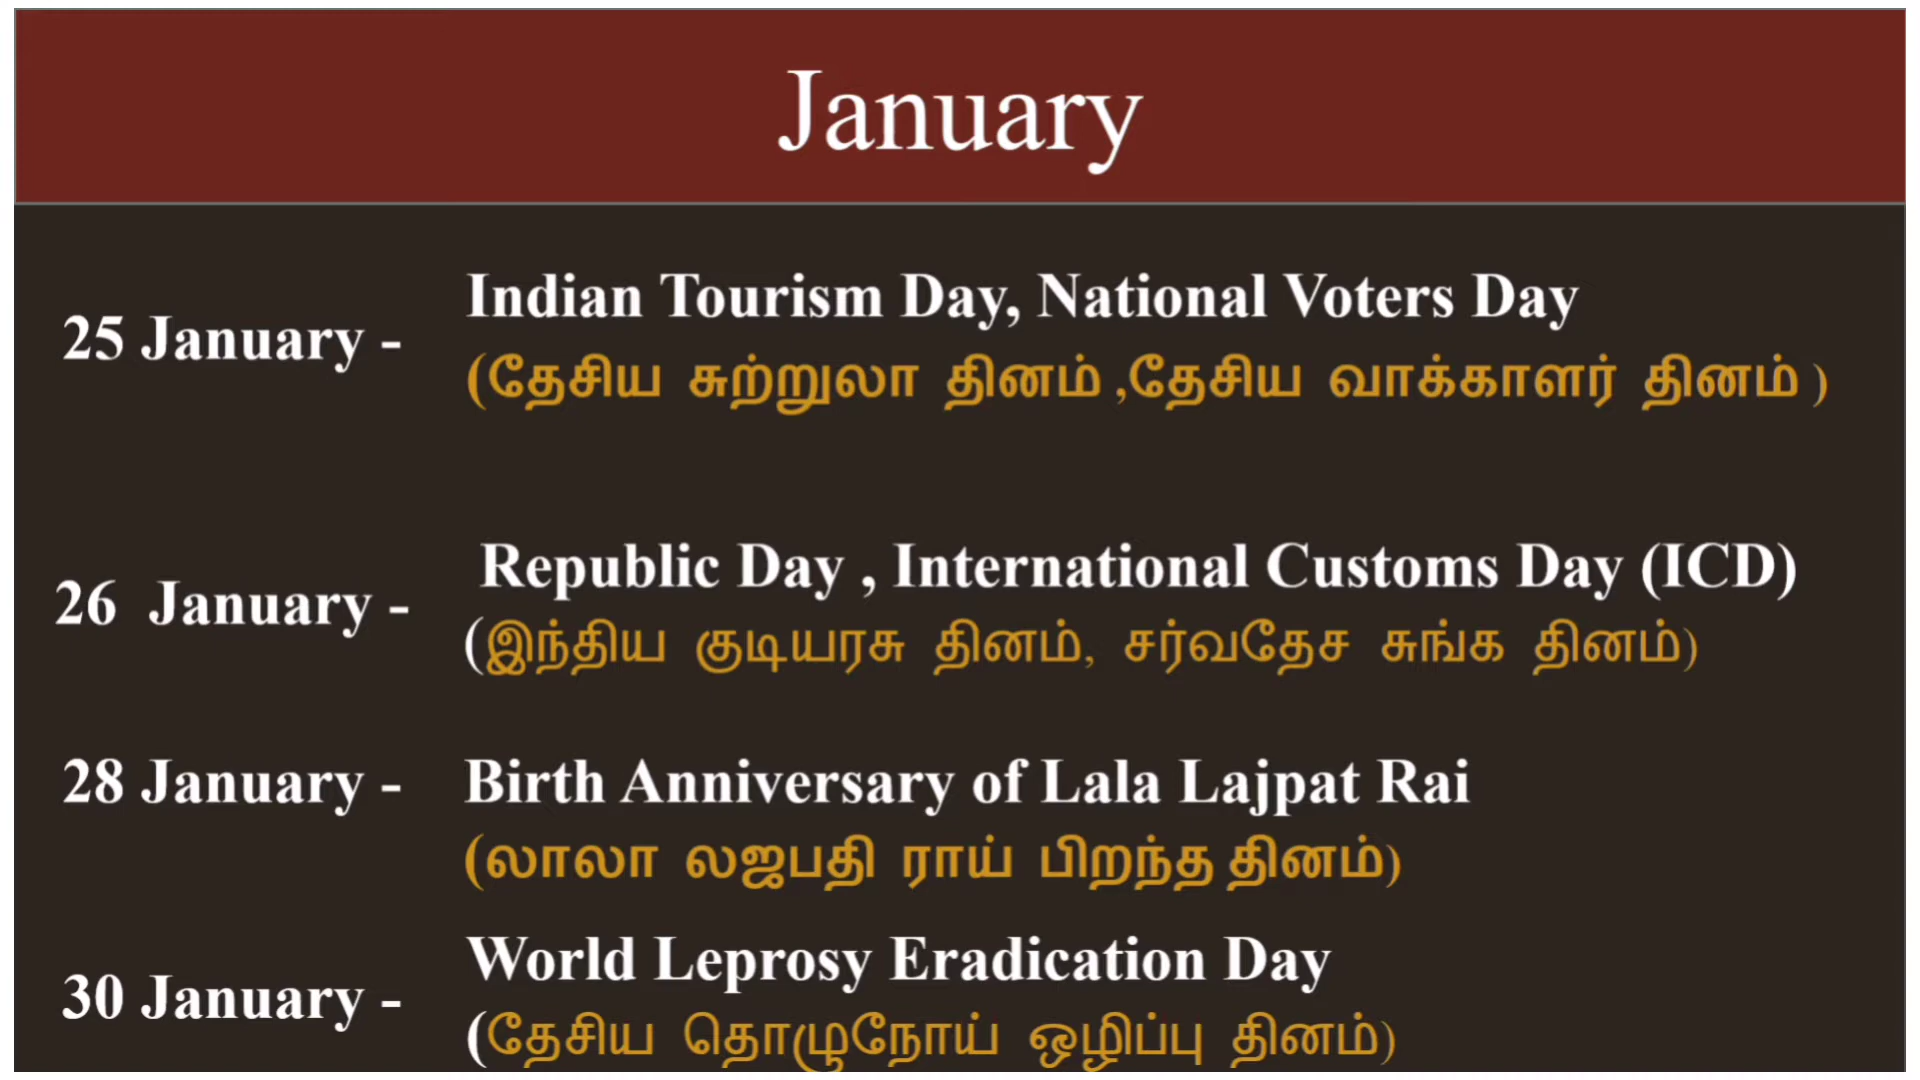 January
25 January -
Indian Tourism Day, National Voters Day
(தேசிய சுற்றுலா தினம் ,தேசிய வாக்காளர் தினம் )
26 January -
Republic Day , International Customs Day (ICD)
(இந்திய குடியரசு தினம், சர்வதேச சுங்க தினம்)
28 January -
Birth Anniversary of Lala Lajpat Rai
(லாலா லஜபதி ராய் பிறந்த தினம்)
30 January -
World Leprosy Eradication Day
(தேசிய தொழுநோய் ஒழிப்பு தினம்)